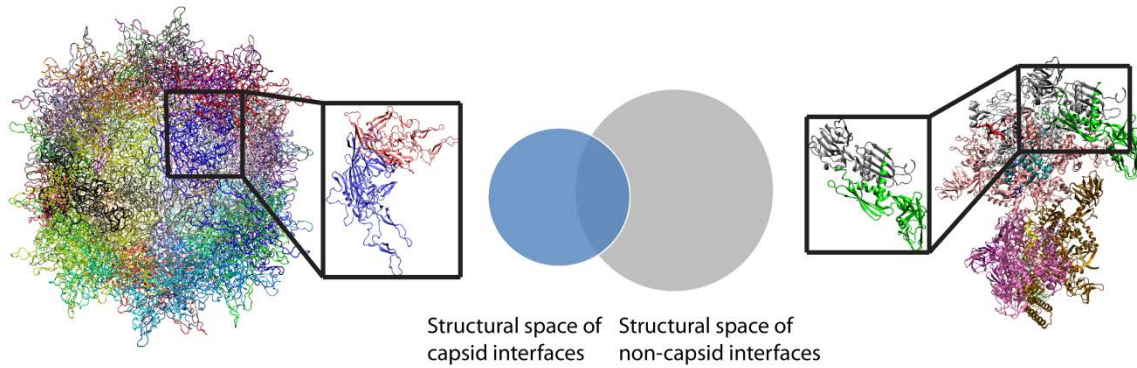 Structural space of
capsid interfaces
Structural space of
non-capsid interfaces